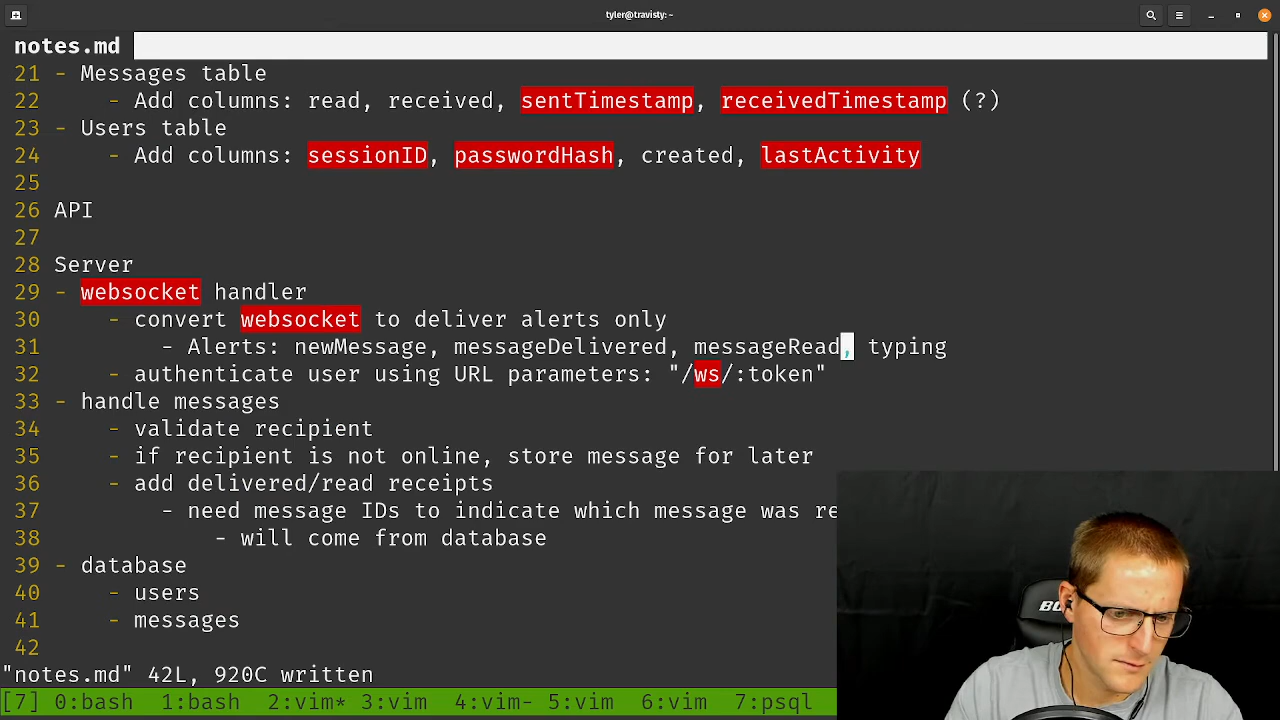 tyler@travisty: ~
notes.md
21 - Messages table
22     - Add columns: read, received, sentTimestamp, receivedTimestamp (?)
23 - Users table
24     - Add columns: sessionID, passwordHash, created, lastActivity
25
26 API
27
28 Server
29 - websocket handler
30     - convert websocket to deliver alerts only
31         - Alerts: newMessage, messageDelivered, messageRead, typing
32     - authenticate user using URL parameters: "/ws/:token"
33 - handle messages
34     - validate recipient
35     - if recipient is not online, store message for later
36     - add delivered/read receipts
37         - need message IDs to indicate which message was re
38             - will come from database
39 - database
40     - users
41     - messages
42
"notes.md" 42L, 920C written
[7] 0:bash  1:bash  2:vim* 3:vim  4:vim- 5:vim  6:vim  7:psql